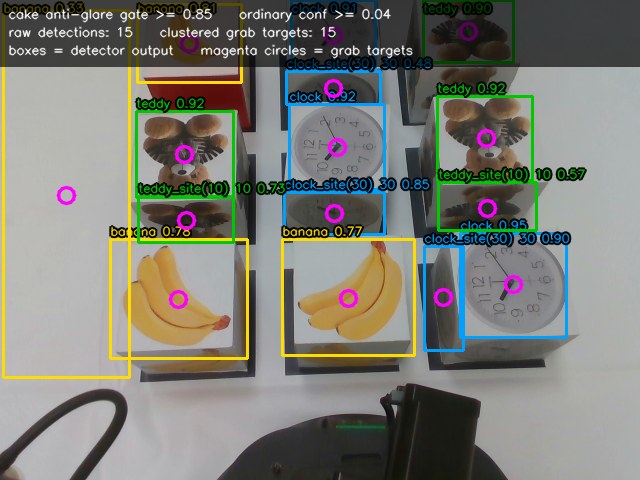 cake anti-glare gate >= 0.85 ordinary conf >= 0.04
raw detections: 15 clustered grab targets: 15
boxes = detector output magenta circles = grab targets
teddy 0.90
clock_site(30) 30 0.48
teddy 0.92
clock 0.92
teddy 0.92
teddy_site(10) 10 0.73
clock_site(30) 30 0.85
teddy_site(10) 10 0.57
banana 0.78
banana 0.77
clock 0.95
clock_site(30) 30 0.90